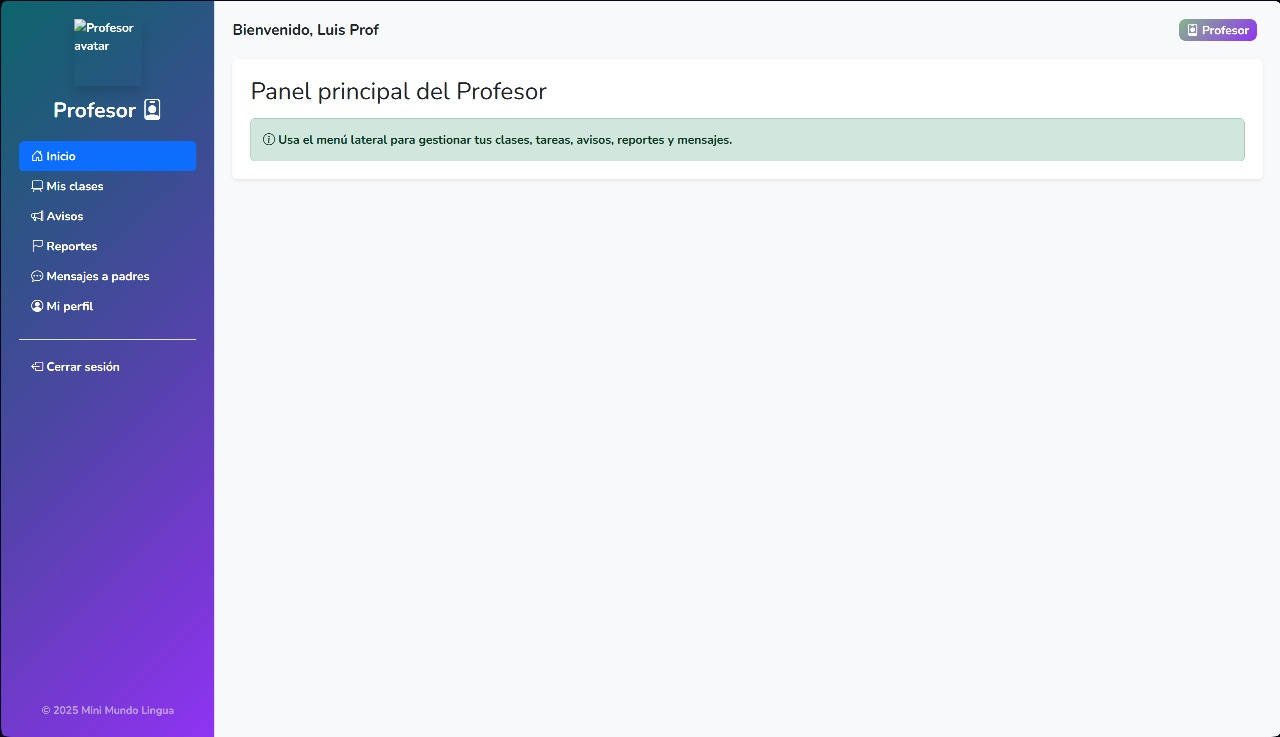 Profesor
avatar
Profesor
Inicio
Mis clases
Avisos
Reportes
Mensajes a padres
Mi perfil
Cerrar sesión
© 2025 Mini Mundo Lingua
Bienvenido, Luis Prof
Profesor
Panel principal del Profesor
Usa el menú lateral para gestionar tus clases, tareas, avisos, reportes y mensajes.